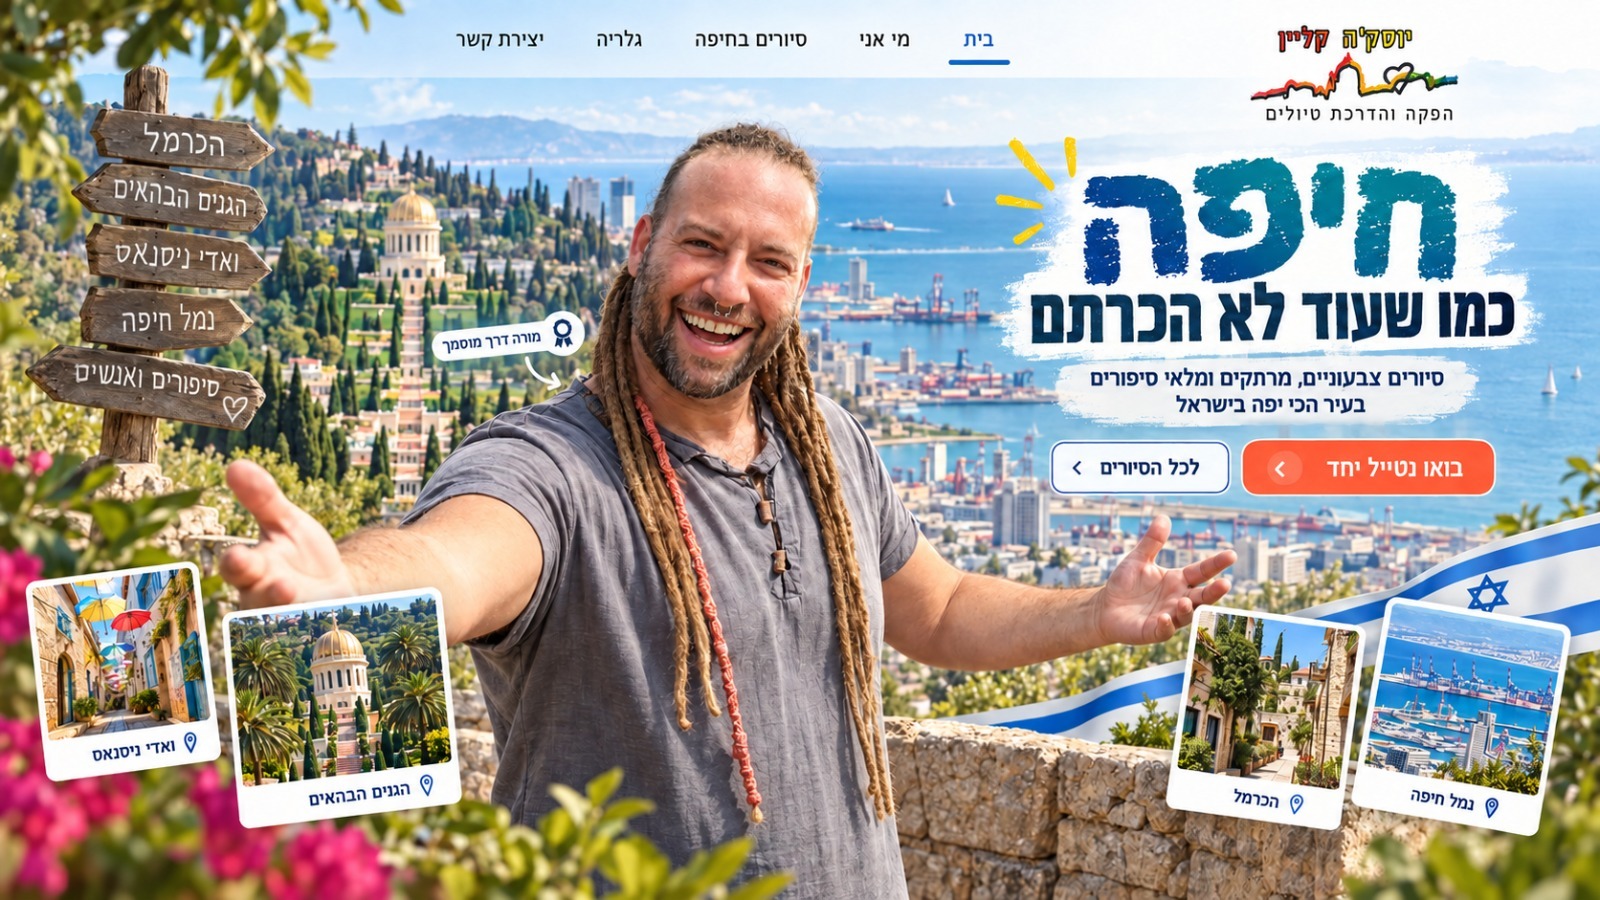 בית
מי אני
סיורים בחיפה
גלריה
יצירת קשר
יוסק'ה קליין
הפקה והדרכת טיולים
חיפה
כמו שעוד לא הכרתם
סיורים צבעוניים, מרתקים ומלאי סיפורים
בעיר הכי יפה בישראל
בואו נטייל יחד
לכל הסיורים
מורה דרך מוסמך
הכרמל
הגנים הבהאים
ואדי ניסנאס
נמל חיפה
סיפורים ואנשים
נמל חיפה
הכרמל
הגנים הבהאים
ואדי ניסנאס